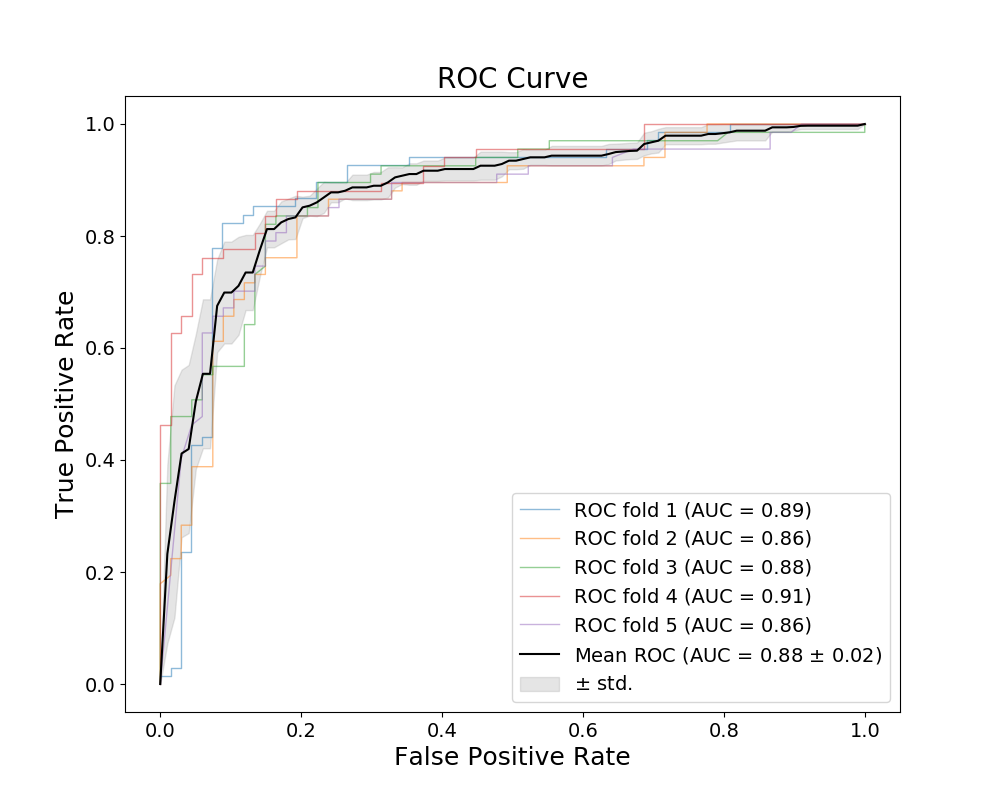 ROC Curve
True Positive Rate
1.0
0.8
0.6
0.4
0.2
0.0
0.0 0.2 0.4 0.6 0.8 1.0
False Positive Rate
ROC fold 1 (AUC = 0.89)
ROC fold 2 (AUC = 0.86)
ROC fold 3 (AUC = 0.88)
ROC fold 4 (AUC = 0.91)
ROC fold 5 (AUC = 0.86)
Mean ROC (AUC = 0.88 ± 0.02)
± std.